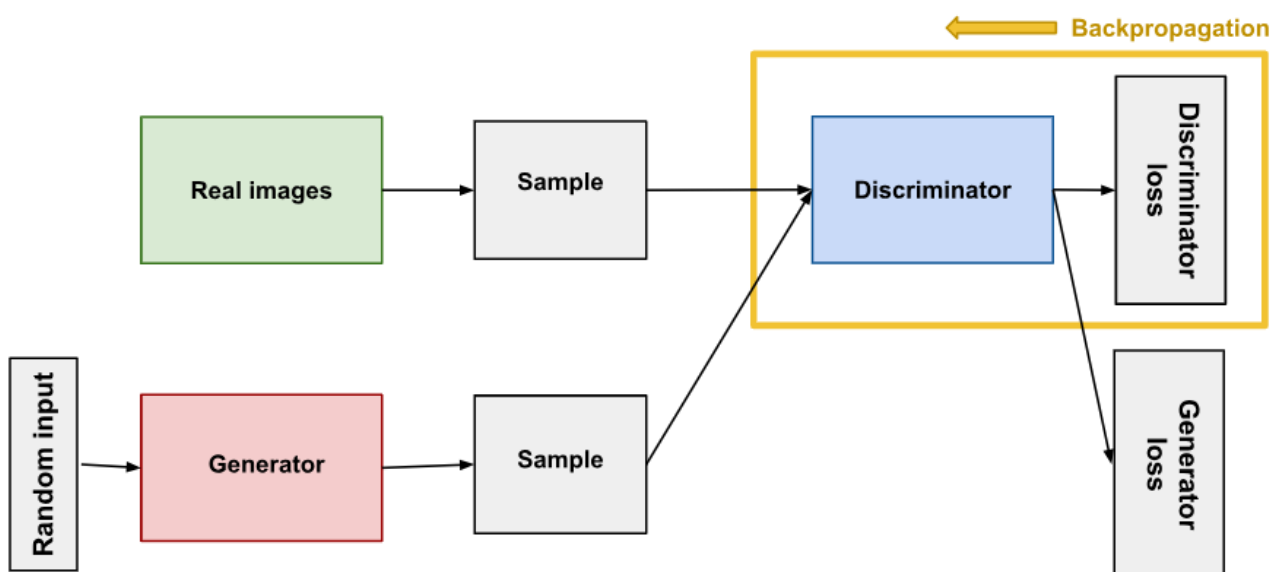 Backpropagation
Real images
Sample
Discriminator
Discriminator
loss
Random input
Generator
Sample
Generator
loss